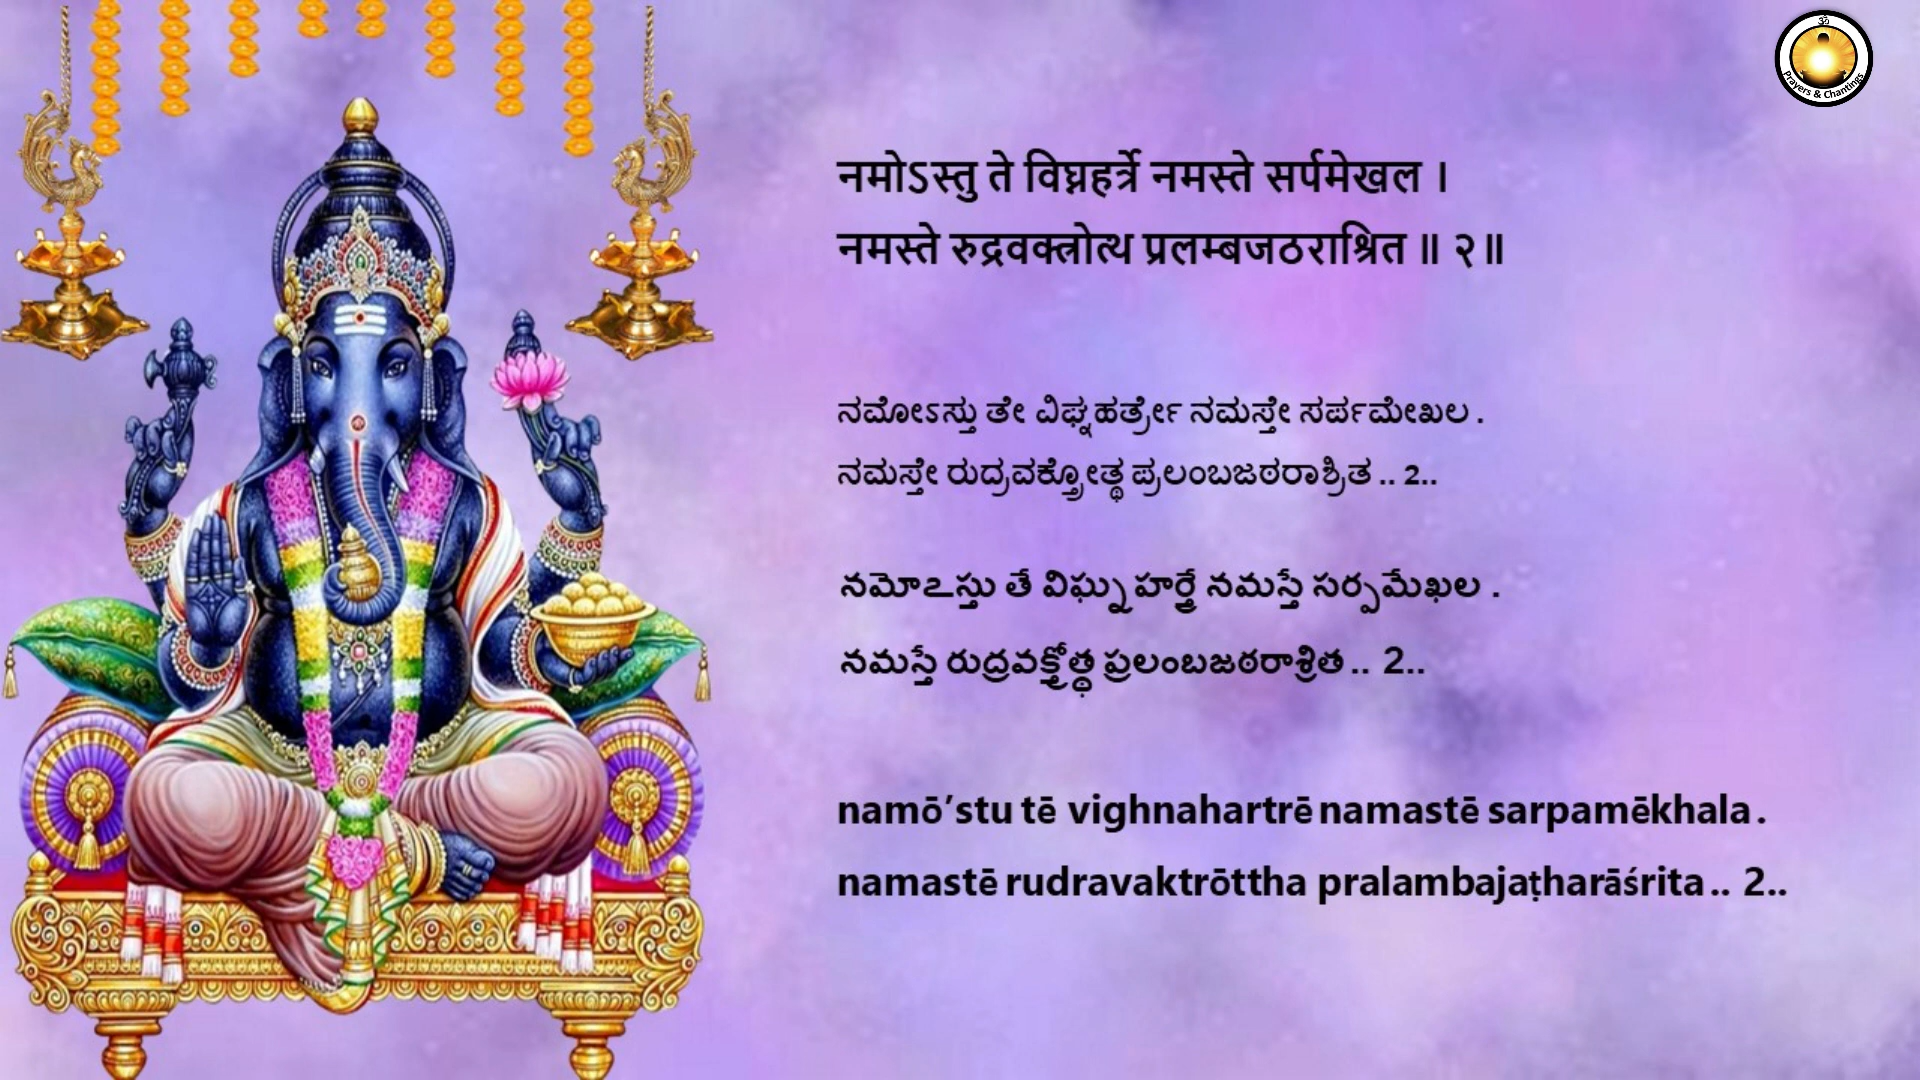 ॐ
Prayers & Chantings
नमोऽस्तु ते विघ्नहर्त्रे नमस्ते सर्पमेखल ।
नमस्ते रुद्रवक्त्रोत्थ प्रलम्बजठराश्रित ॥ २॥
ನಮೋಽಸ್ತು ತೇ ವಿಘ್ನಹರ್ತ್ರೇ ನಮಸ್ತೇ ಸರ್ಪಮೇಖಲ .
ನಮಸ್ತೇ ರುದ್ರವಕ್ತ್ರೋತ್ಥ ಪ್ರಲಂಬಜಠರಾಶ್ರಿತ .. 2..
నమోఽస్తు తే విఘ్నహర్త్రే నమస్తే సర్పమేఖల .
నమస్తే రుద్రవక్త్రోత్థ ప్రలంబజఠరాశ్రిత .. 2..
namō’stu tē vighnahartrē namastē sarpamēkhala .
namastē rudravaktrōttha pralambajaṭharāśrita .. 2..